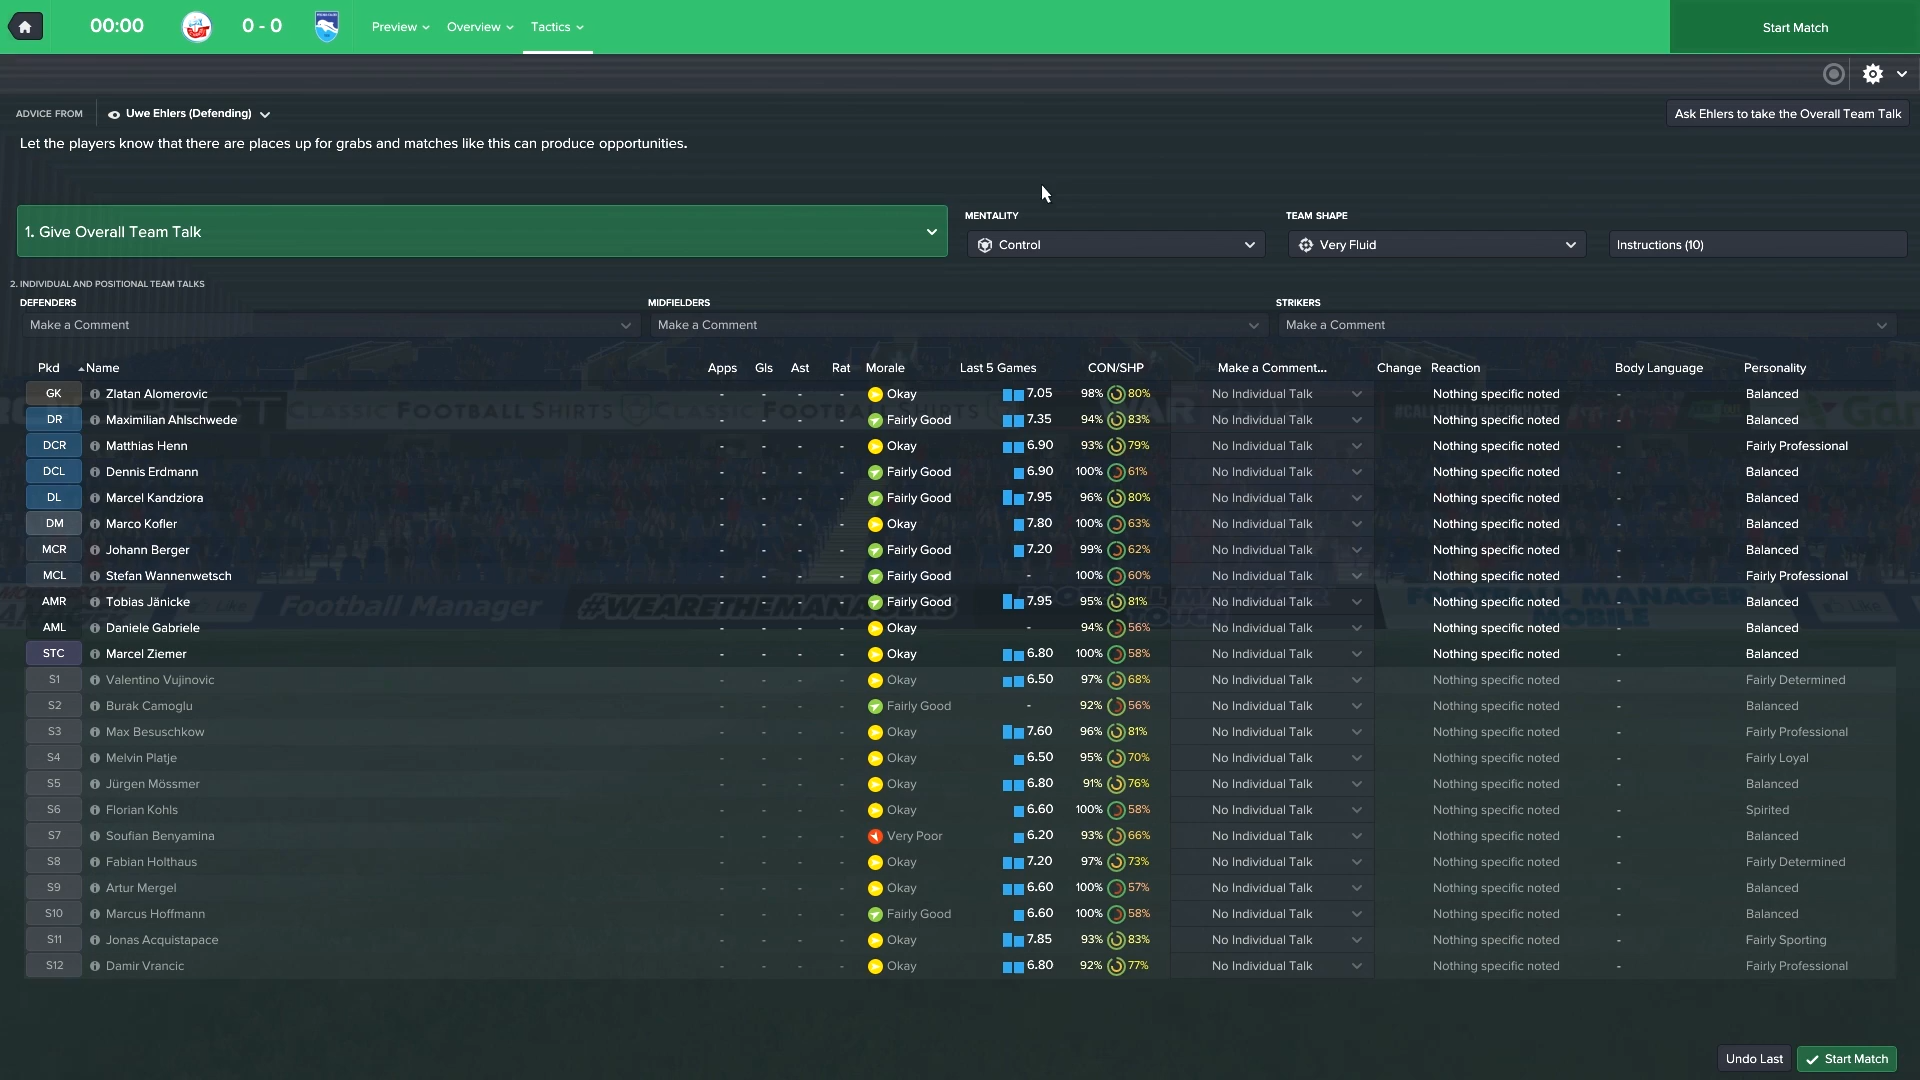 00:00 0 - 0 Preview Overview Tactics Start Match
ADVICE FROM Uwe Ehlers (Defending) Ask Ehlers to take the Overall Team Talk
Let the players know that there are places up for grabs and matches like this can produce opportunities.
MENTALITY TEAM SHAPE
1. Give Overall Team Talk Control Very Fluid Instructions (10)
2. INDIVIDUAL AND POSITIONAL TEAM TALKS
DEFENDERS MIDFIELDERS STRIKERS
Make a Comment Make a Comment Make a Comment
Pkd Name Apps Gls Ast Rat Morale Last 5 Games CON/SHP Make a Comment... Change Reaction Body Language Personality
GK Zlatan Alomerovic - - - - Okay 7.05 98% 80% No Individual Talk Nothing specific noted - Balanced
DR Maximilian Ahlschwede - - - - Fairly Good 7.35 94% 83% No Individual Talk Nothing specific noted - Balanced
DCR Matthias Henn - - - - Okay 6.90 93% 79% No Individual Talk Nothing specific noted - Fairly Professional
DCL Dennis Erdmann - - - - Fairly Good 6.90 100% 61% No Individual Talk Nothing specific noted - Balanced
DL Marcel Kandziora - - - - Fairly Good 7.95 96% 80% No Individual Talk Nothing specific noted - Balanced
DM Marco Kofler - - - - Okay 7.80 100% 63% No Individual Talk Nothing specific noted - Balanced
MCR Johann Berger - - - - Fairly Good 7.20 99% 62% No Individual Talk Nothing specific noted - Balanced
MCL Stefan Wannenwetsch - - - - Fairly Good - 100% 60% No Individual Talk Nothing specific noted - Fairly Professional
AMR Tobias Jänicke - - - - Fairly Good 7.95 95% 81% No Individual Talk Nothing specific noted - Balanced
AML Daniele Gabriele - - - - Okay - 94% 56% No Individual Talk Nothing specific noted - Balanced
STC Marcel Ziemer - - - - Okay 6.80 100% 58% No Individual Talk Nothing specific noted - Balanced
S1 Valentino Vujinovic - - - - Okay 6.50 97% 68% No Individual Talk Nothing specific noted - Fairly Determined
S2 Burak Camoglu - - - - Fairly Good - 92% 56% No Individual Talk Nothing specific noted - Balanced
S3 Max Besuschkow - - - - Okay 7.60 96% 81% No Individual Talk Nothing specific noted - Fairly Professional
S4 Melvin Platje - - - - Okay 6.50 95% 70% No Individual Talk Nothing specific noted - Fairly Loyal
S5 Jürgen Mössmer - - - - Okay 6.80 91% 76% No Individual Talk Nothing specific noted - Balanced
S6 Florian Kohls - - - - Okay 6.60 100% 58% No Individual Talk Nothing specific noted - Spirited
S7 Soufian Benyamina - - - - Very Poor 6.20 93% 66% No Individual Talk Nothing specific noted - Balanced
S8 Fabian Holthaus - - - - Okay 7.20 97% 73% No Individual Talk Nothing specific noted - Fairly Determined
S9 Artur Mergel - - - - Okay 6.60 100% 57% No Individual Talk Nothing specific noted - Balanced
S10 Marcus Hoffmann - - - - Fairly Good 6.60 100% 58% No Individual Talk Nothing specific noted - Balanced
S11 Jonas Acquistapace - - - - Okay 7.85 93% 83% No Individual Talk Nothing specific noted - Fairly Sporting
S12 Damir Vrancic - - - - Okay 6.80 92% 77% No Individual Talk Nothing specific noted - Fairly Professional
CLASSIC FOOTBALL SHIRTS
Football Manager #WEARETHEMANAGERS FOOTBALL MANAGER MOBILE
Undo Last Start Match